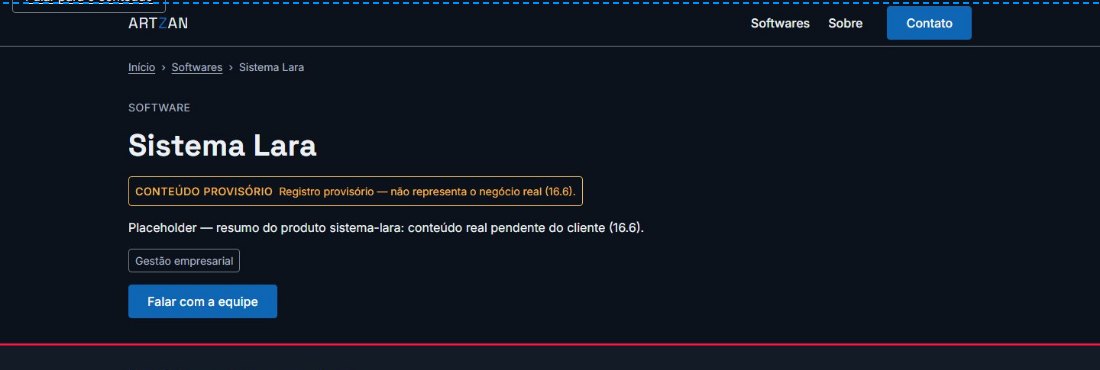 ARTZAN
Softwares Sobre Contato
Início › Softwares › Sistema Lara
SOFTWARE
Sistema Lara
CONTEÚDO PROVISÓRIO Registro provisório — não representa o negócio real (16.6).
Placeholder — resumo do produto sistema-lara: conteúdo real pendente do cliente (16.6).
Gestão empresarial
Falar com a equipe